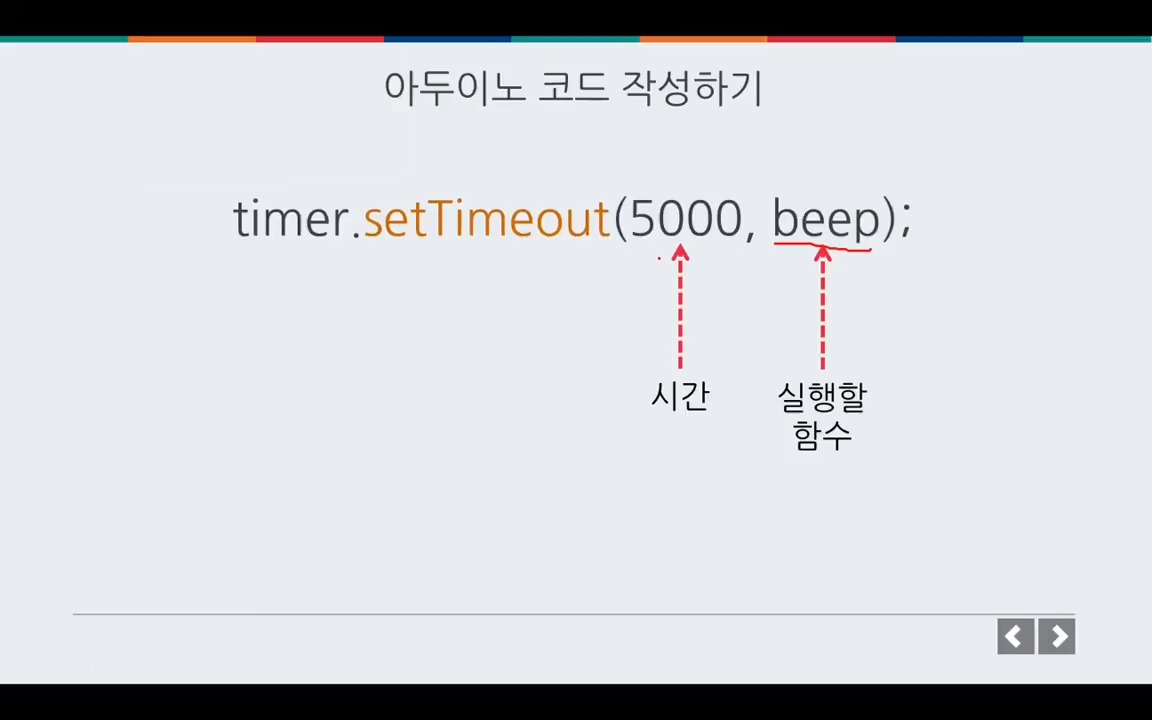 아두이노 코드 작성하기
timer.setTimeout(5000, beep);
시간
실행할
함수